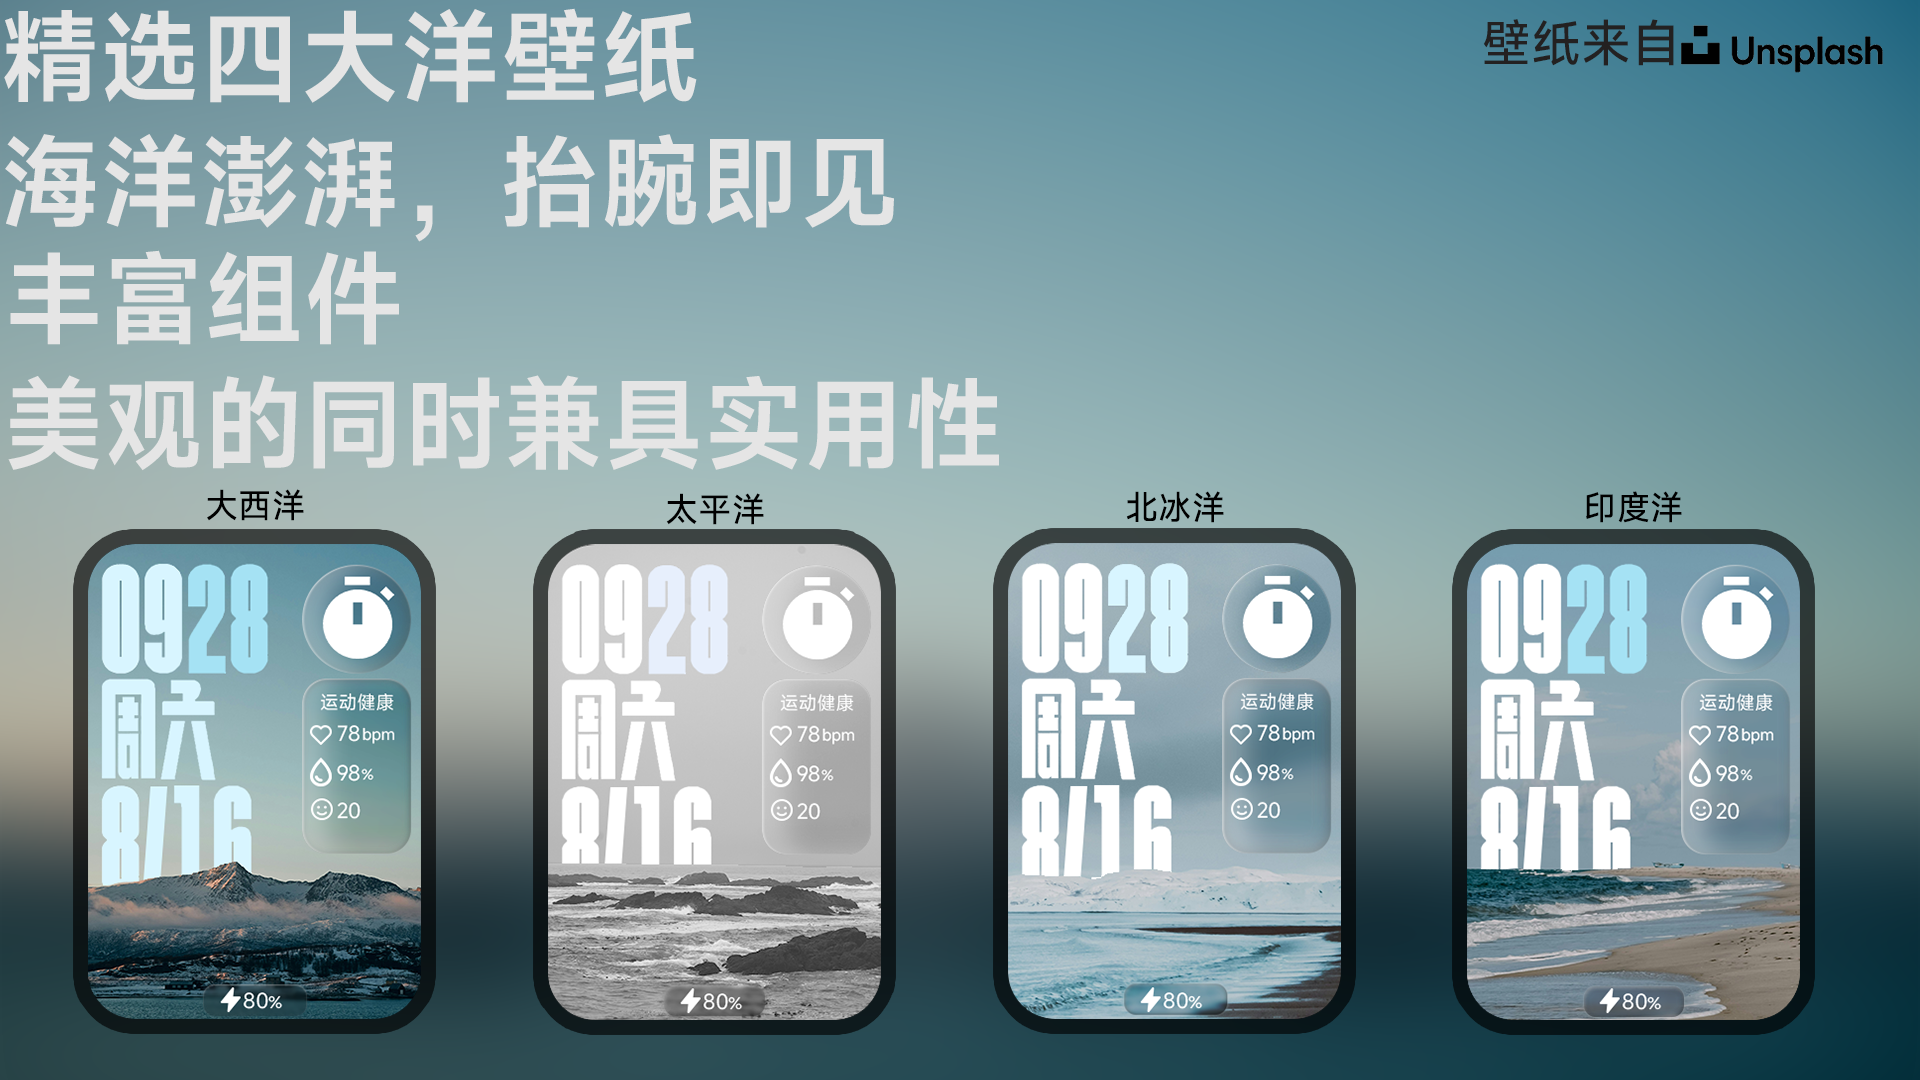 精选四大洋壁纸
壁纸来自 Unsplash
海洋澎湃，抬腕即见
丰富组件
美观的同时兼具实用性
大西洋
0928
周六
8/16
运动健康
78bpm
98%
20
80%
太平洋
0928
周六
8/16
运动健康
78bpm
98%
20
80%
北冰洋
0928
周六
8/16
运动健康
78bpm
98%
20
80%
印度洋
0928
周六
8/16
运动健康
78bpm
98%
20
80%